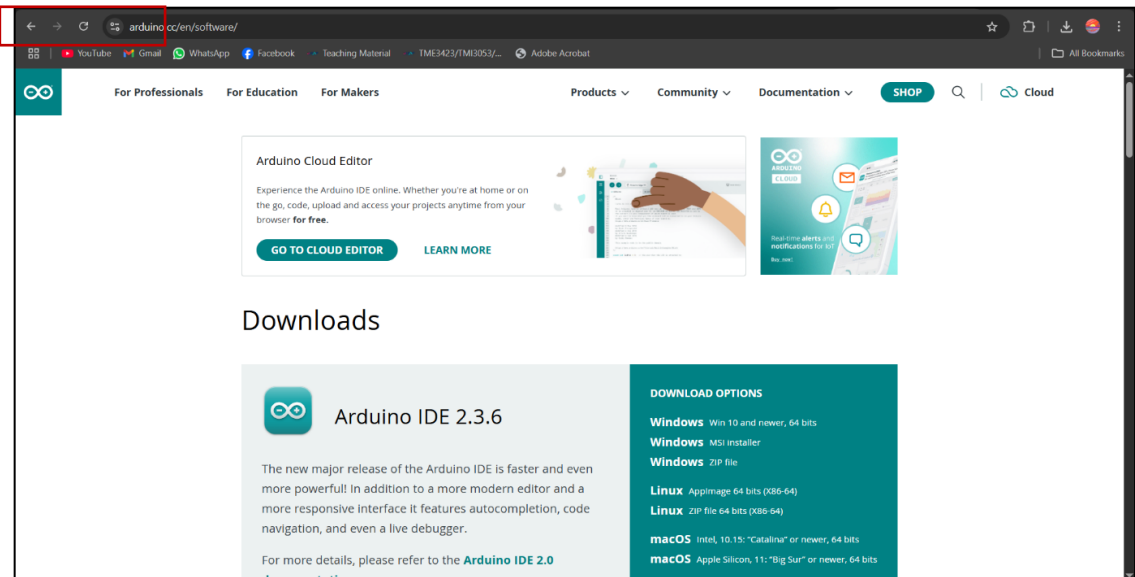 arduino.cc/en/software/
YouTube Gmail WhatsApp Facebook Teaching Material TME3423/TMI3053/... Adobe Acrobat All Bookmarks
For Professionals For Education For Makers Products Community Documentation SHOP Cloud
Arduino Cloud Editor
Experience the Arduino IDE online. Whether you're at home or on
the go, code, upload and access your projects anytime from your
browser for free.
GO TO CLOUD EDITOR LEARN MORE
ARDUINO
CLOUD
Real-time alerts and
notifications for IoT
Downloads
Arduino IDE 2.3.6
The new major release of the Arduino IDE is faster and even
more powerful! In addition to a more modern editor and a
more responsive interface it features autocompletion, code
navigation, and even a live debugger.
For more details, please refer to the Arduino IDE 2.0
DOWNLOAD OPTIONS
Windows Win 10 and newer, 64 bits
Windows MSI installer
Windows ZIP file
Linux AppImage 64 bits (X86-64)
Linux ZIP file 64 bits (X86-64)
macOS Intel, 10.15: "Catalina" or newer, 64 bits
macOS Apple Silicon, 11: "Big Sur" or newer, 64 bits